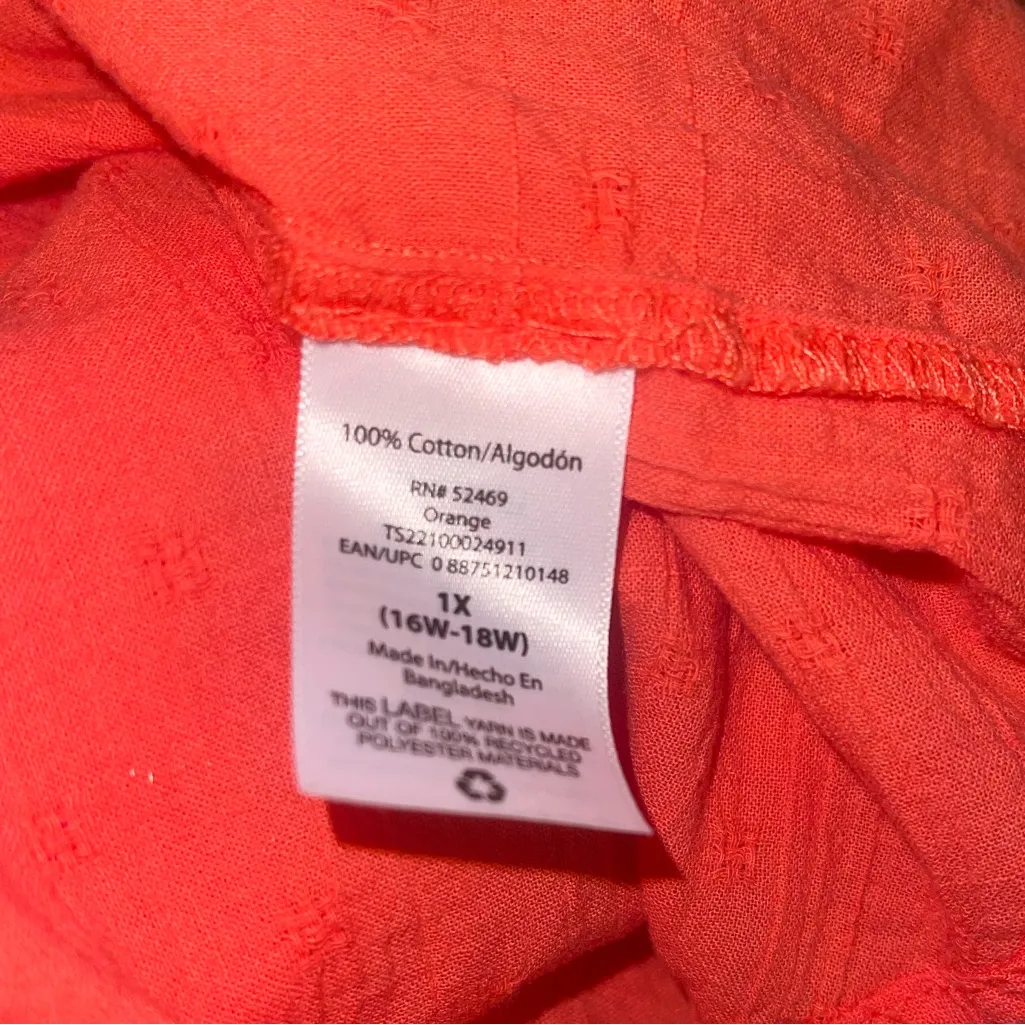 100% Cotton/Algodón
RN# 52469
Orange
TS22100024911
EAN/UPC 0 88751210148
1X
(16W-18W)
Made In/Hecho En
Bangladesh
THIS LABEL YARN IS MADE
OUT OF 100% RECYCLED
POLYESTER MATERIALS